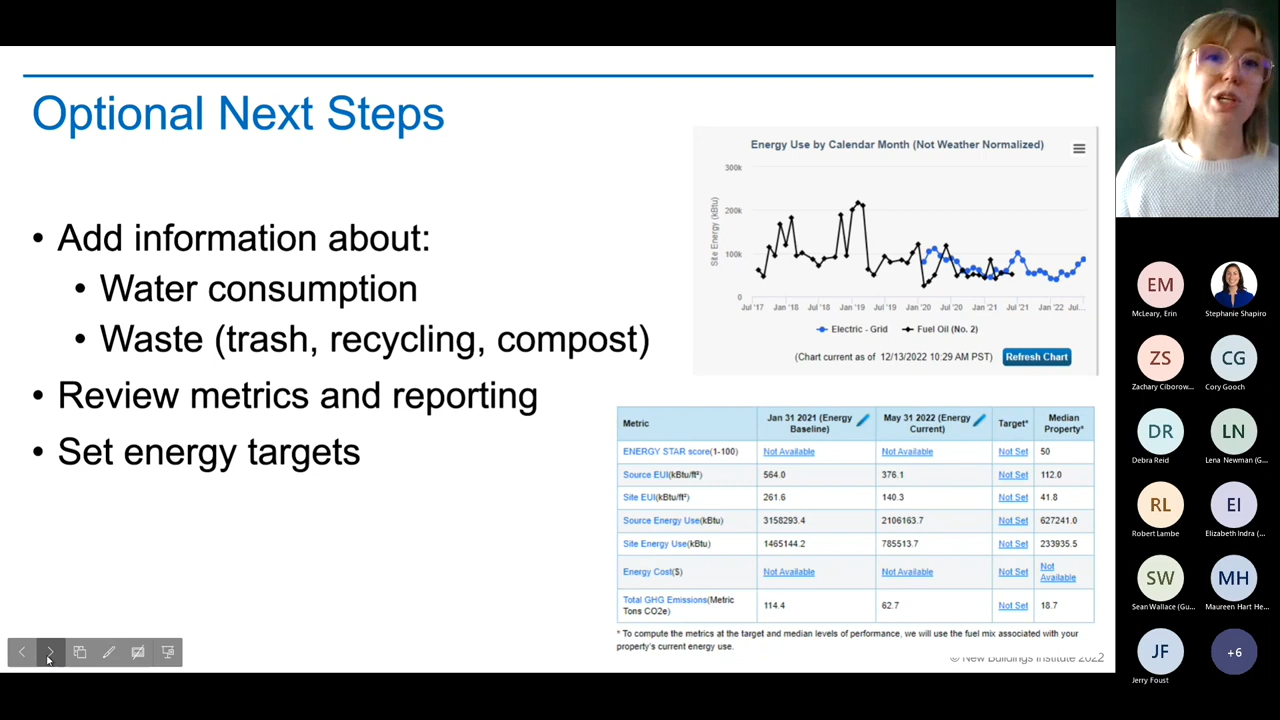 Optional Next Steps
• Add information about:
• Water consumption
• Waste (trash, recycling, compost)
• Review metrics and reporting
• Set energy targets
Energy Use by Calendar Month (Not Weather Normalized)
Site Energy (kBtu)
300k
200k
100k
0
Jul '17 Jan '18 Jul '18 Jan '19 Jul '19 Jan '20 Jul '20 Jan '21 Jul '21 Jan '22 Jul...
Electric - Grid Fuel Oil (No. 2)
(Chart current as of 12/13/2022 10:29 AM PST) Refresh Chart
Metric Jan 31 2021 (Energy Baseline) May 31 2022 (Energy Current) Target* Median Property*
ENERGY STAR score(1-100) Not Available Not Available Not Set 50
Source EUI(kBtu/ft²) 564.0 376.1 Not Set 112.0
Site EUI(kBtu/ft²) 261.6 140.3 Not Set 41.8
Source Energy Use(kBtu) 3158293.4 2106163.7 Not Set 627241.0
Site Energy Use(kBtu) 1465144.2 785513.7 Not Set 233935.5
Energy Cost($) Not Available Not Available Not Set Not Available
Total GHG Emissions(Metric Tons CO2e) 114.4 62.7 Not Set 18.7
* To compute the metrics at the target and median levels of performance, we will use the fuel mix associated with your
property's current energy use.
© New Buildings Institute 2022
EM
McLeary, Erin
Stephanie Shapiro
ZS
Zachary Ciborow...
CG
Cory Gooch
DR
Debra Reid
LN
Lena Newman (G...
RL
Robert Lambe
EI
Elizabeth Indra (...
SW
Sean Wallace (Gu...
MH
Maureen Hart He...
JF
Jerry Foust
+6